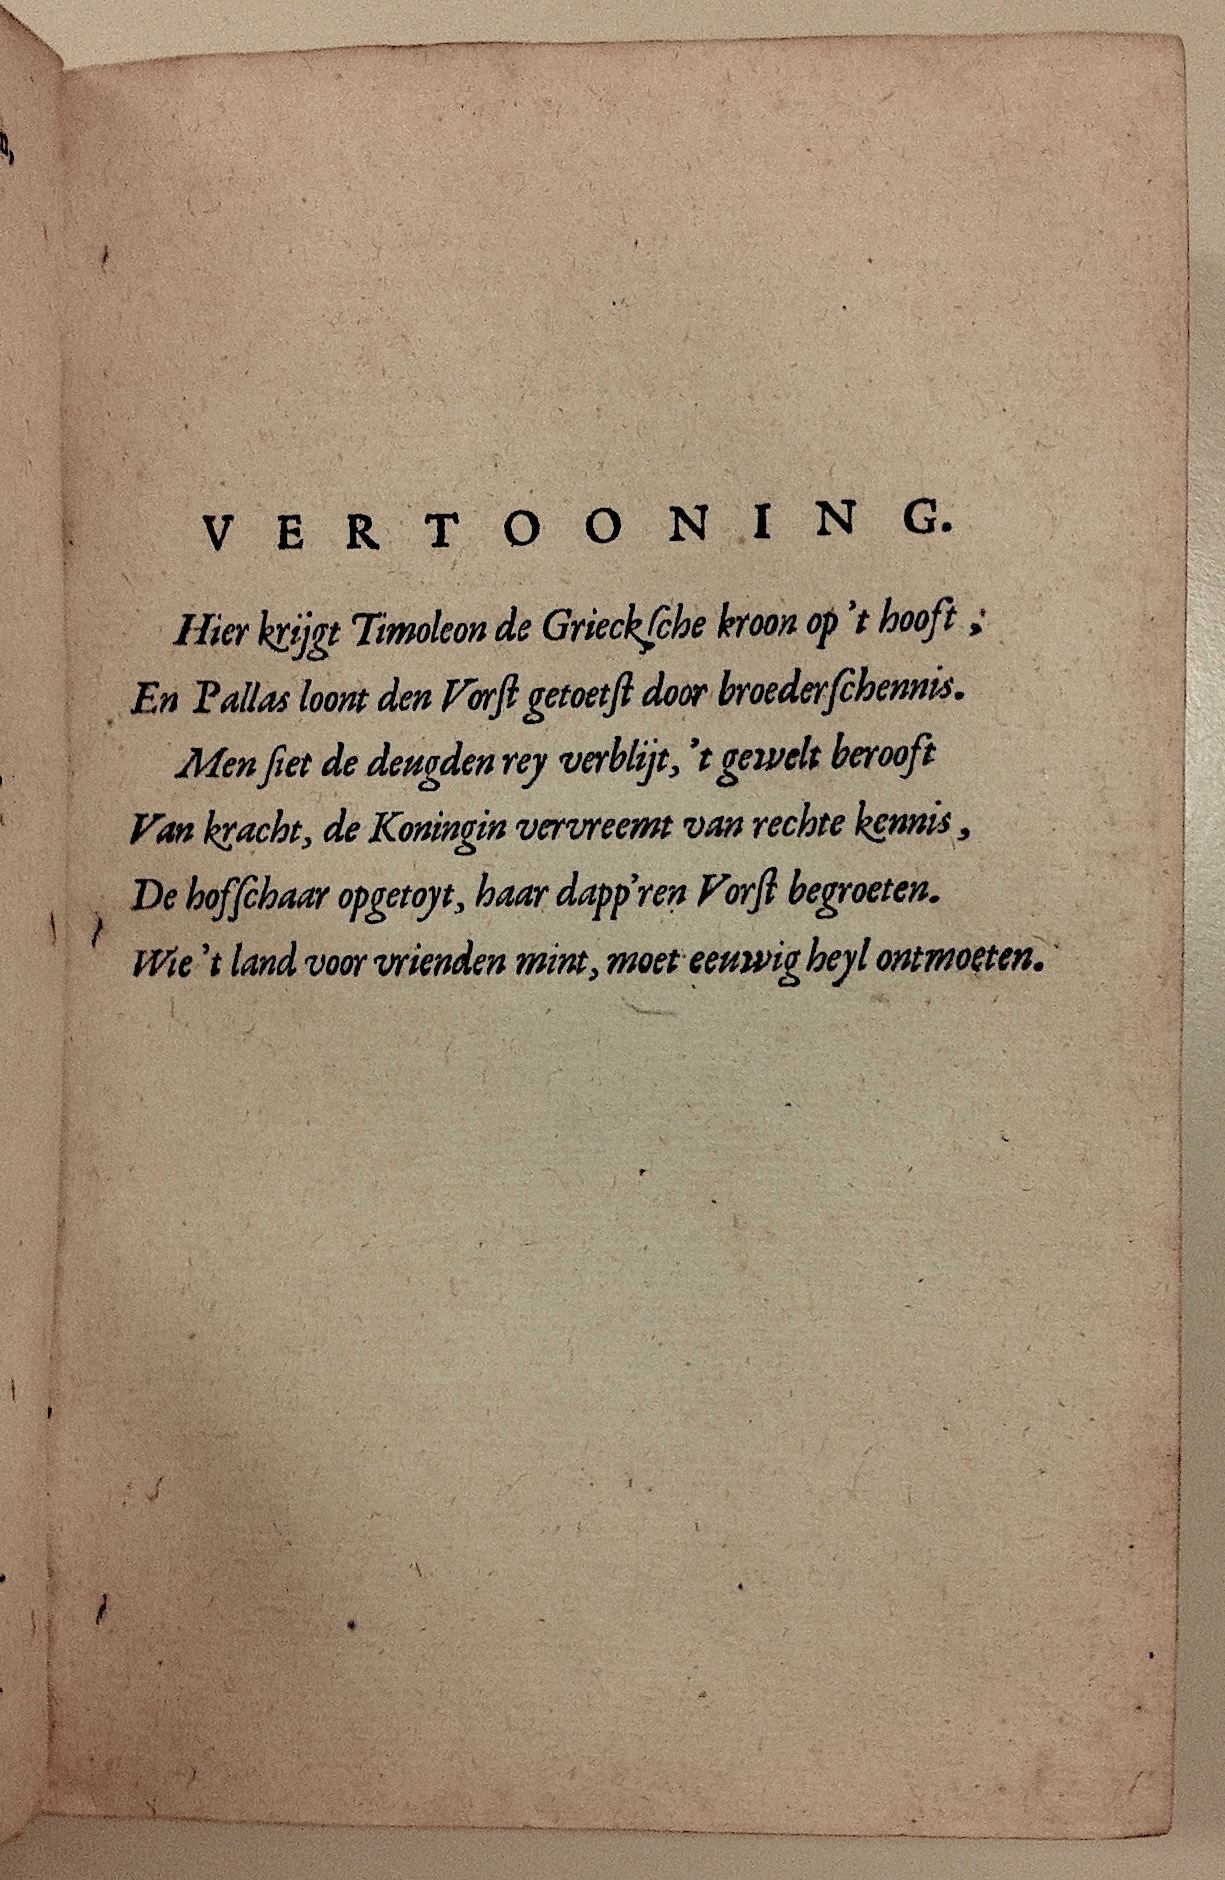 VERTOONING.
Hier krijgt Timoleon de Grieckſche kroon op 't hooft;
En Pallas loont den Vorſt getoetſt door broederſchennis.
Men ſiet de deugden rey verblijt, 't gewelt berooft
Van kracht, de Koningin vervreemt van rechte kennis,
De hofſchaar opgetoyt, haar dapp'ren Vorſt begroeten.
Wie 't land voor vrienden mint, moet eeuwig heyl ontmoeten.